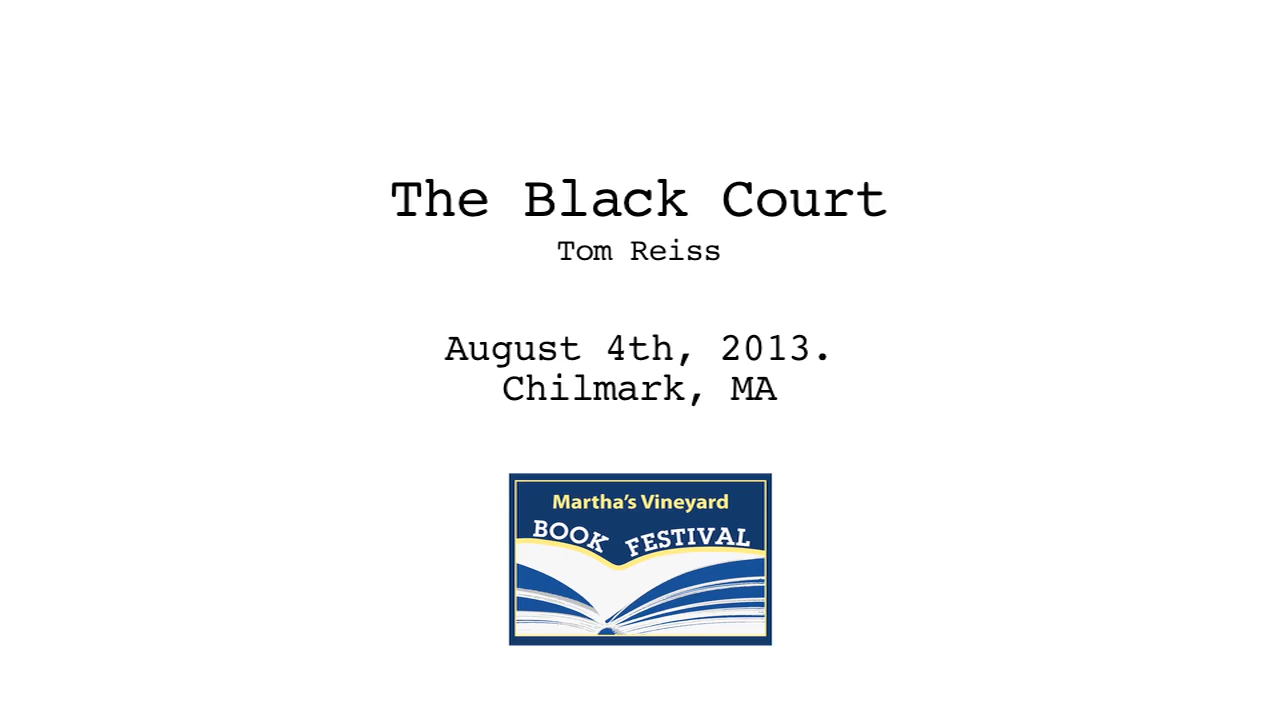 The Black Court
Tom Reiss
August 4th, 2013.
Chilmark, MA
Martha's Vineyard
BOOK FESTIVAL